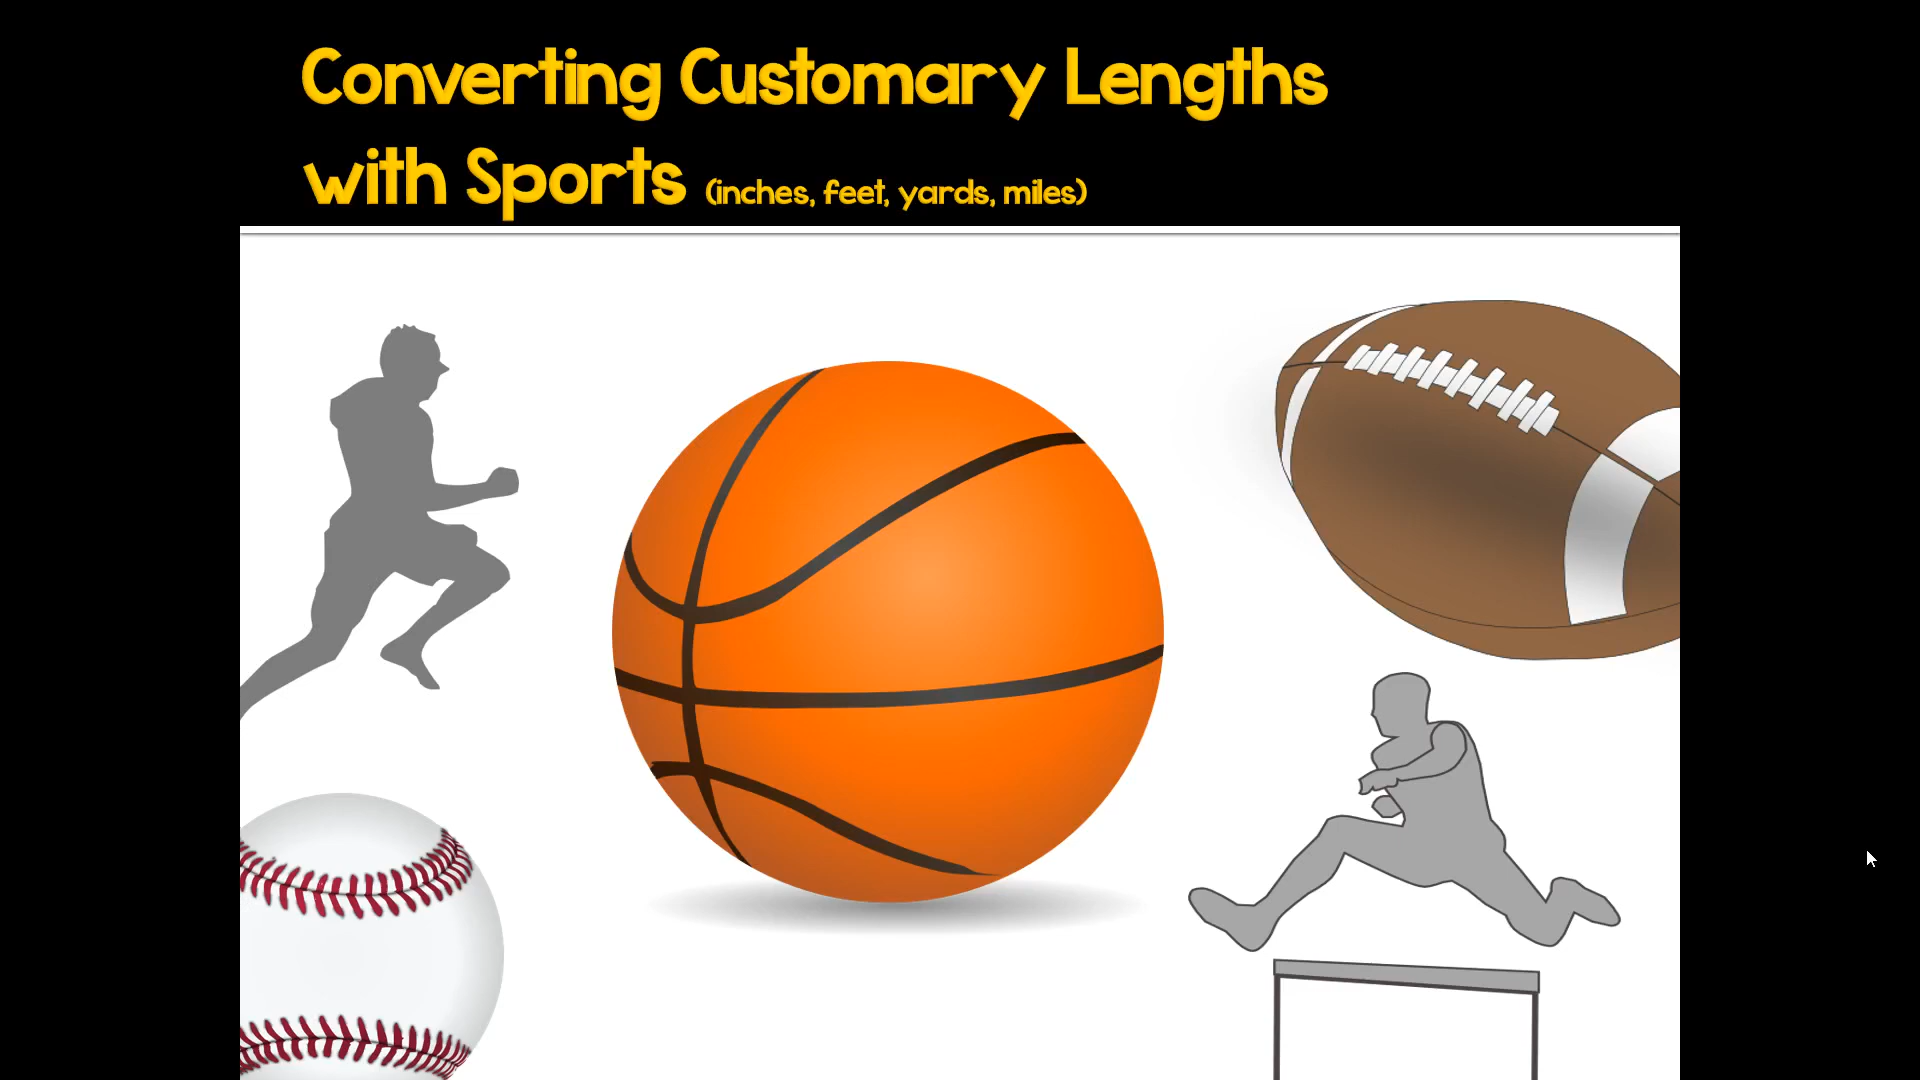 Converting Customary Lengths
with Sports (inches, feet, yards, miles)